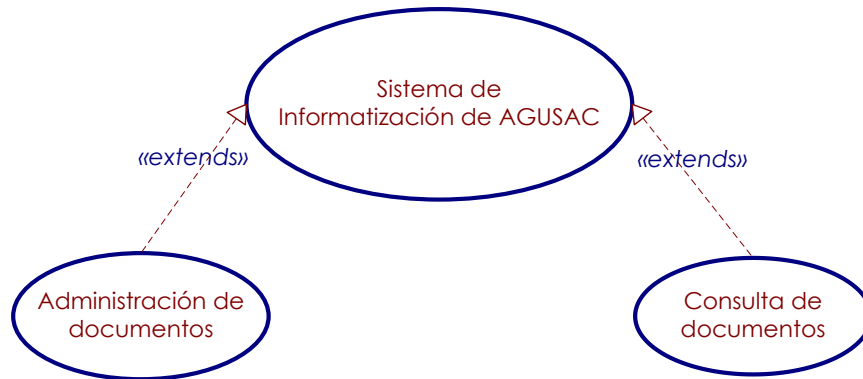 Sistema de
Informatización de AGUSAC
«extends»
«extends»
Administración de
documentos
Consulta de
documentos